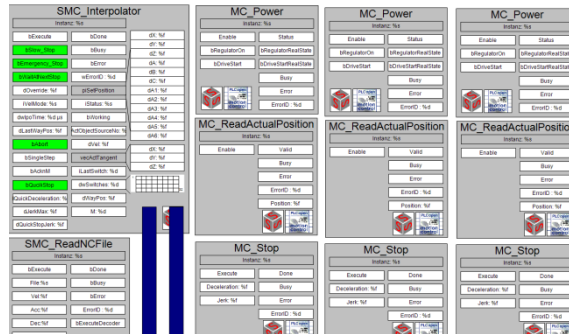 SMC_Interpolator
Instanz: %s
bExecute bDone
bSlow_Stop bBusy
bEmergency_Stop bError
bWaitAtNextStop wErrorID : %d
dOverride: %f piSetPosition
iVelMode: %s iStatus: %s
dwIpoTime: %d µs bWorking
dLastWayPos: %f
bAbort dVel: %f
bSingleStep vecActTangent
bAcknM iLastSwitch: %d
bQuickStop dwSwitches: %d
dQuickDeceleration: % dWayPos: %f
dJerkMax: %f M :%d
dQuickStopJerk: %f
dX: %f
dY: %f
dZ: %f
dA: %f
dB: %f
dC: %f
dA1: %f
dA2: %f
dA3: %f
dA4: %f
dA5: %f
dA6: %f
dX: %f
dY: %f
dZ: %f
SMC_ReadNCFile
Instanz: %s
bExecute bDone
File:%s bBusy
Vel:%f bError
Acc:%f ErrorID : %d
Dec:%f bExecuteDecoder
MC_Power
Instanz: %s
Enable Status
bRegulatorOn bRegulatorRealState
bDriveStart bDriveStartRealState
Busy
Error
ErrorID : %d
MC_ReadActualPosition
Instanz: %s
Enable Valid
Busy
Error
ErrorID : %d
Position: %f
MC_Stop
Instanz: %s
Execute Done
Deceleration: %f Busy
Jerk: %f Error
ErrorID : %d
MC_Power
Instanz: %s
Enable Status
bRegulatorOn bRegulatorRealState
bDriveStart bDriveStartRealState
Busy
Error
ErrorID : %d
MC_ReadActualPosition
Instanz: %s
Enable Valid
Busy
Error
ErrorID : %d
Position: %f
MC_Stop
Instanz: %s
Execute Done
Deceleration: %f Busy
Jerk: %f Error
ErrorID : %d
MC_Power
Instanz: %s
Enable Status
bRegulatorOn bRegulatorRealState
bDriveStart
Busy
Error
ErrorID : %d
MC_ReadActualPosition
Instanz: %s
Enable Valid
Busy
Error
ErrorID : %d
Position: %f
MC_Stop
Instanz: %s
Execute Done
Deceleration: %f Busy
Jerk: %f Error
ErrorID : %d